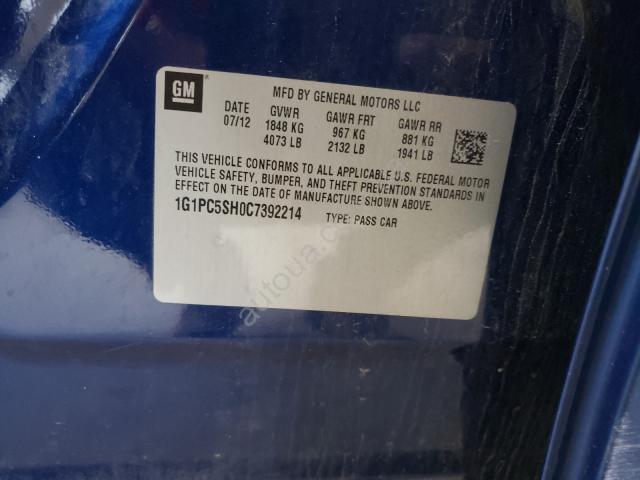 GM
MFD BY GENERAL MOTORS LLC
DATE GVWR GAWR FRT GAWR RR
07/12 1848 KG 967 KG 881 KG
4073 LB 2132 LB 1941 LB
THIS VEHICLE CONFORMS TO ALL APPLICABLE U.S. FEDERAL MOTOR
VEHICLE SAFETY, BUMPER, AND THEFT PREVENTION STANDARDS IN
EFFECT ON THE DATE OF MANUFACTURE SHOWN ABOVE.
1G1PC5SH0C7392214 TYPE: PASS CAR
autoua.com